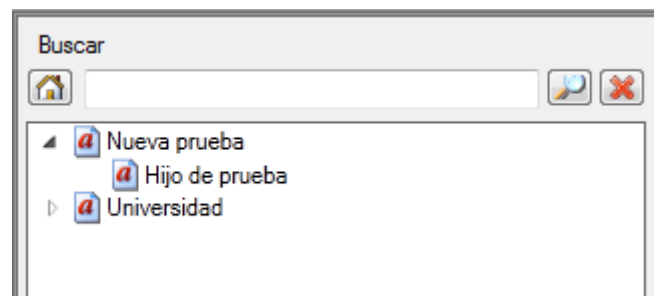 Buscar
Nueva prueba
Hijo de prueba
Universidad